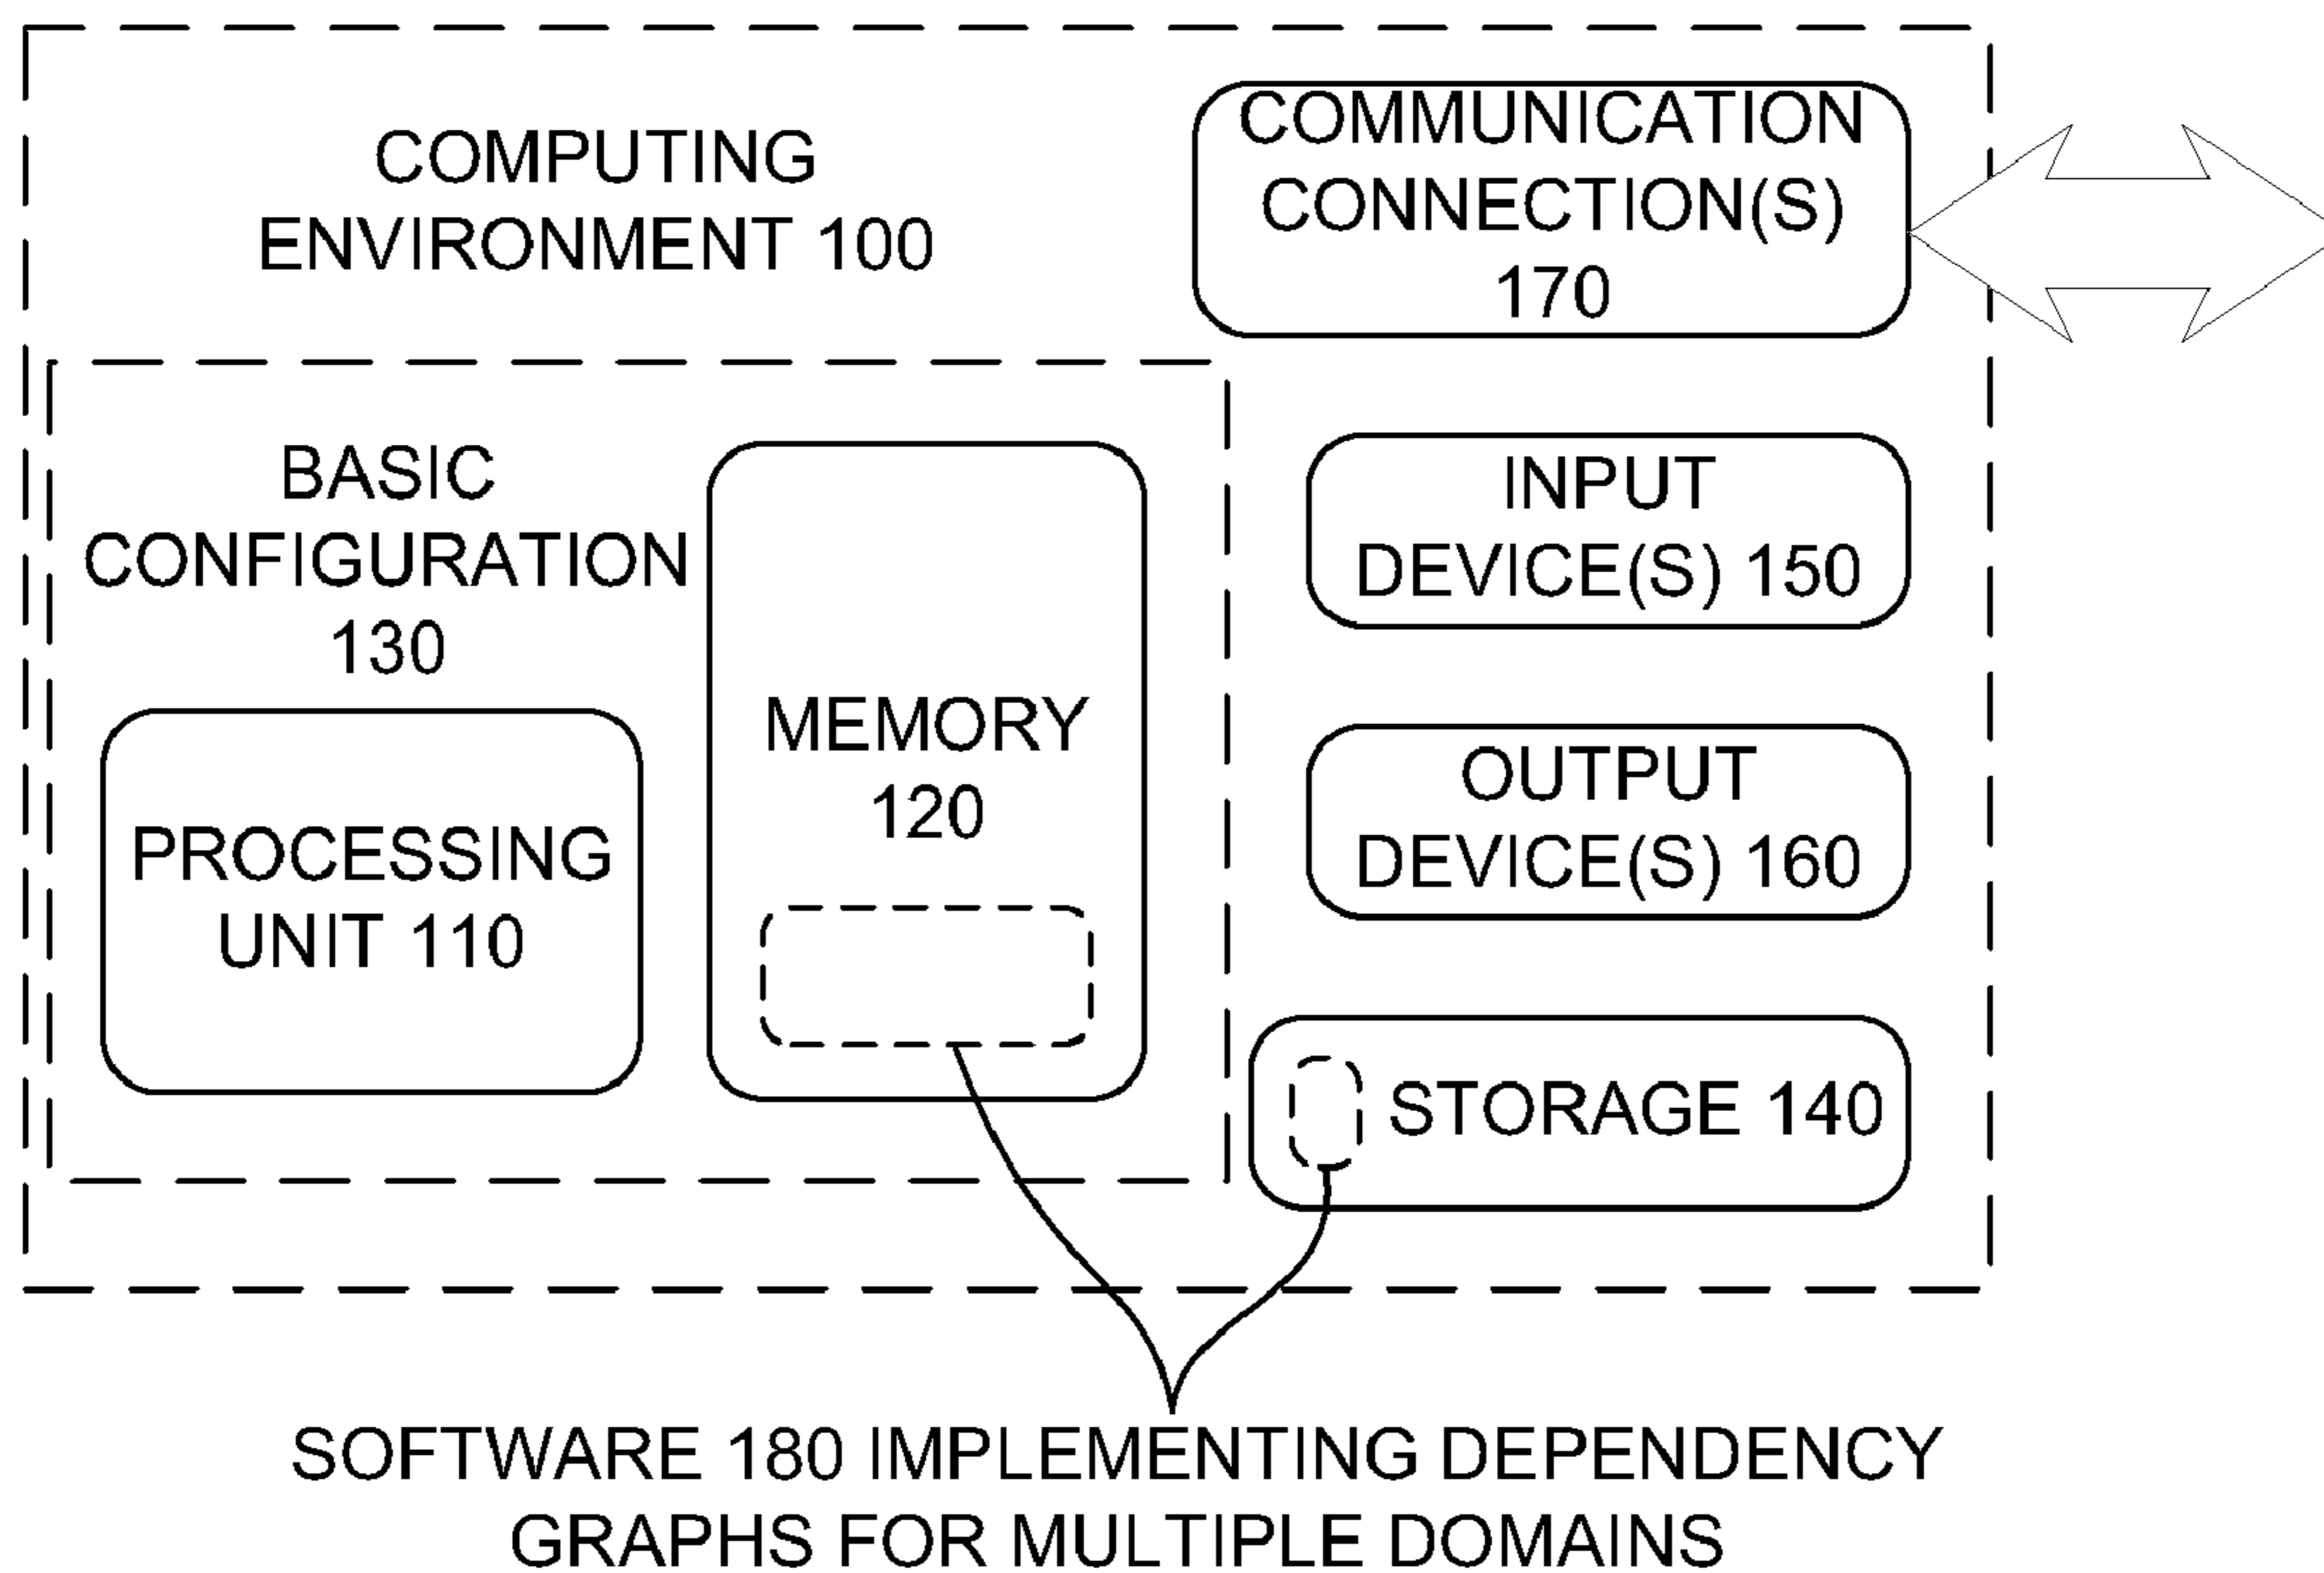 COMPUTING
ENVIRONMENT 100
COMMUNICATION
CONNECTION(S)
170
BASIC
CONFIGURATION
130
PROCESSING
UNIT 110
MEMORY
120
INPUT
DEVICE(S) 150
OUTPUT
DEVICE(S) 160
STORAGE 140
SOFTWARE 180 IMPLEMENTING DEPENDENCY
GRAPHS FOR MULTIPLE DOMAINS